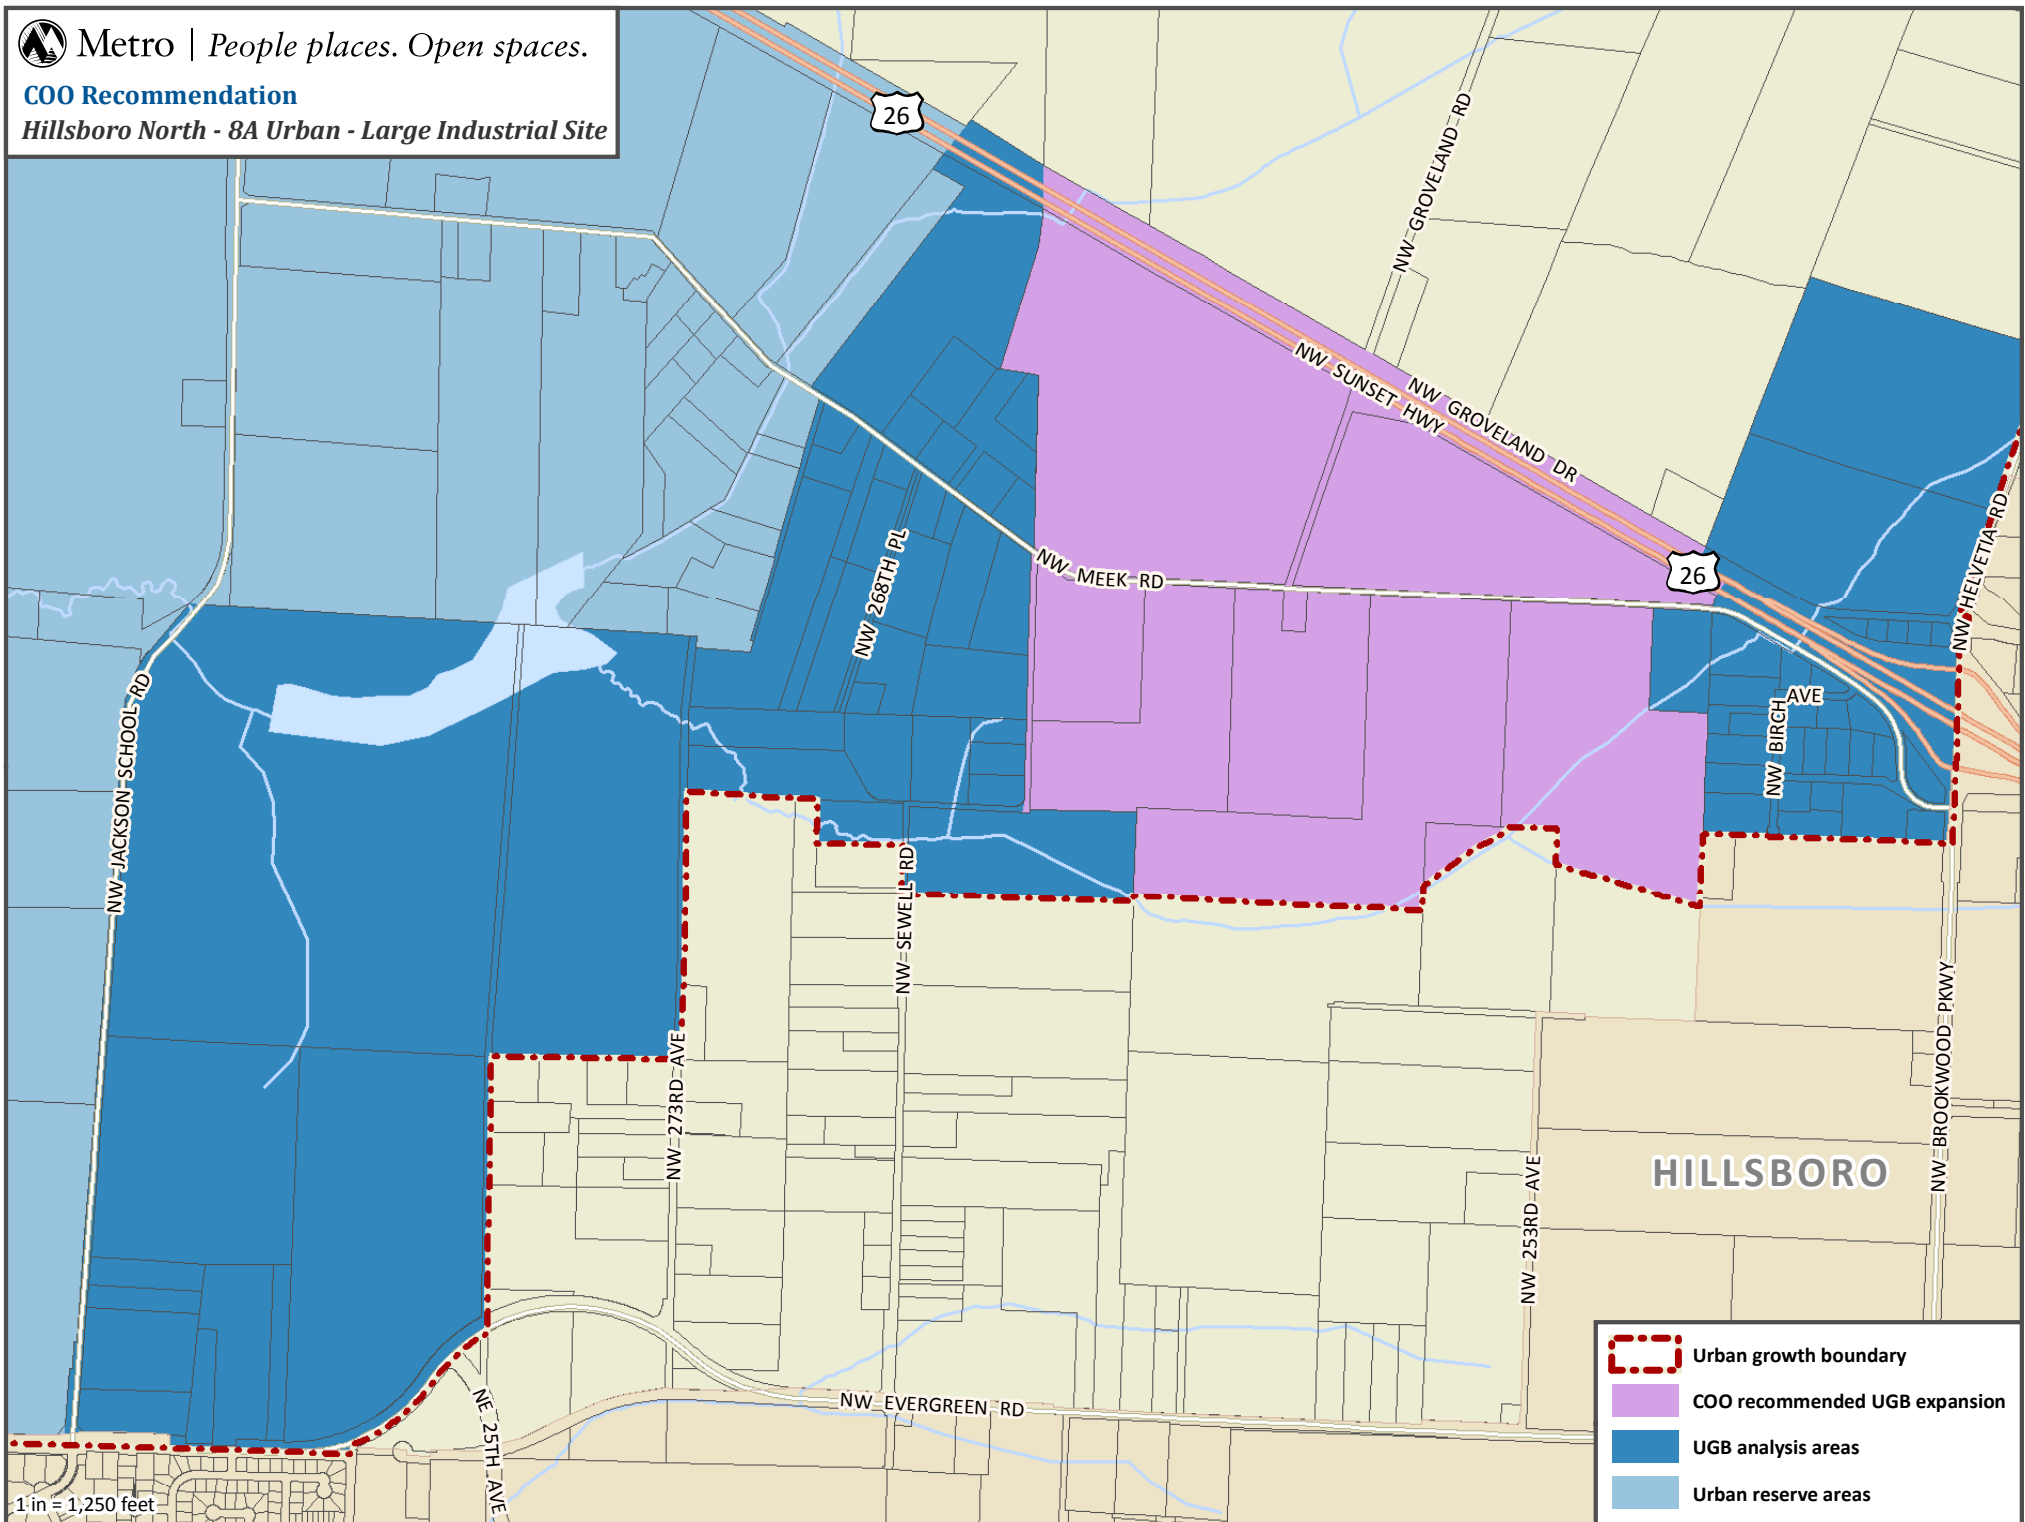 Metro | People places. Open spaces.
COO Recommendation
Hillsboro North - 8A Urban - Large Industrial Site
26
NW GROVELAND RD
NW SUNSET HWY
NW GROVELAND DR
26
NW HELVETIA RD
NW MEEK RD
NW 268TH PL
NW JACKSON SCHOOL RD
NW BIRCH AVE
NW SEWELL RD
NW 273RD AVE
NW BROOKWOOD PKWY
HILLSBORO
NW 253RD AVE
NW EVERGREEN RD
NE 25TH AVE
Urban growth boundary
COO recommended UGB expansion
UGB analysis areas
Urban reserve areas
1 in = 1,250 feet